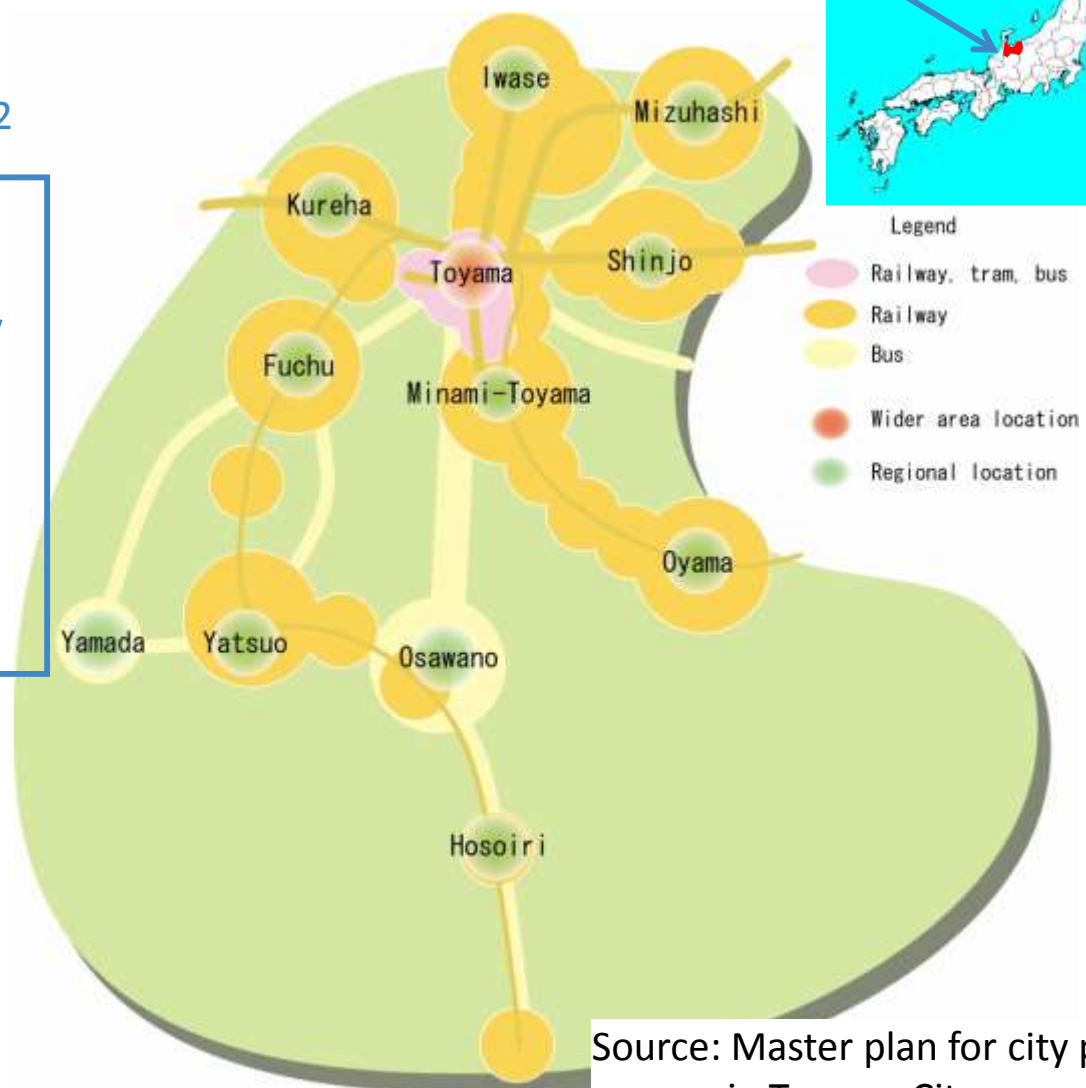 2
Iwase
Mizuhashi
Kureha
Toyama
Shinjo
Fuchu
Minami-Toyama
Oyama
Yamada
Yatsuo
Osawano
Hosoiri
Legend
Railway, tram, bus
Railway
Bus
Wider area location
Regional location
Source: Master plan for city
in Toyama City